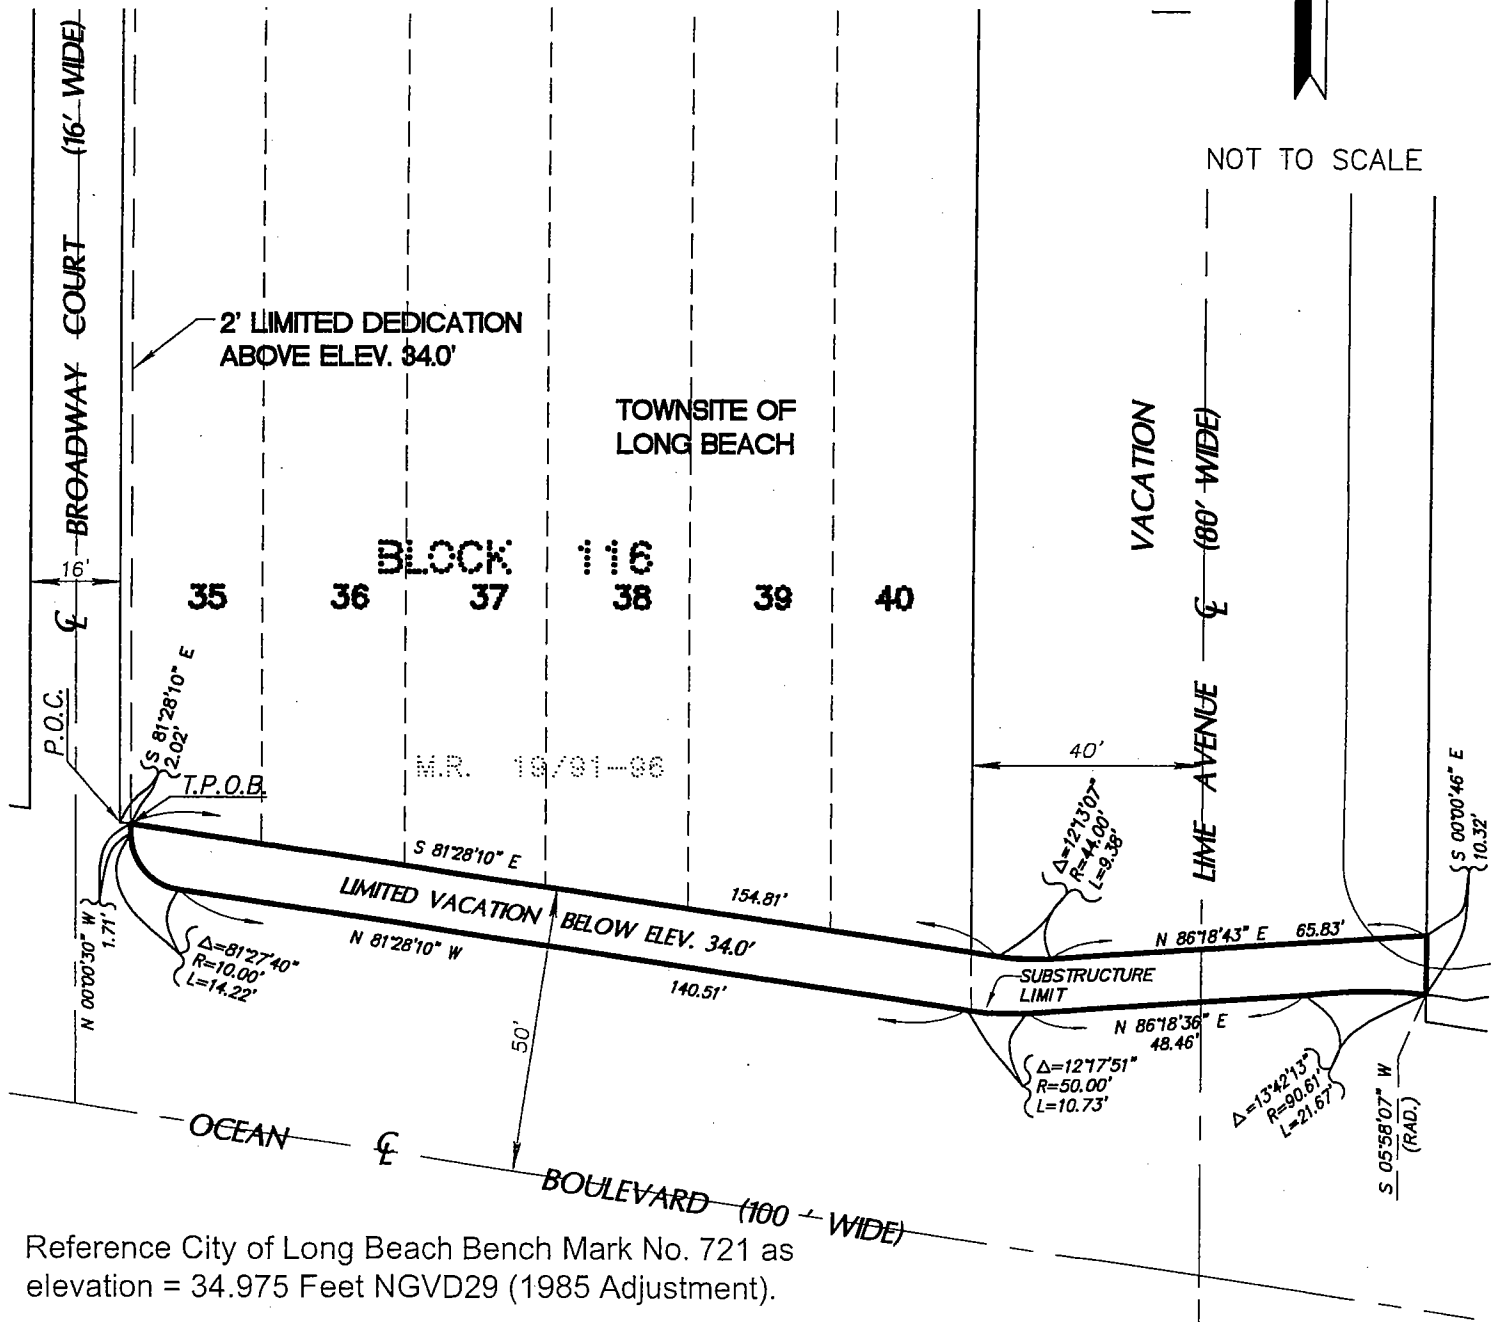 NOT TO SCALE
BROADWAY COURT (16' WIDE)
2' LIMITED DEDICATION
ABOVE ELEV. 34.0'
TOWNSITE OF
LONG BEACH
VACATION
LIME AVENUE ℄ (80' WIDE)
BLOCK 116
16'
35 36 37 38 39 40
℄
P.O.C.
S 81°28'10" E
2.02'
T.P.O.B.
M.R. 19/91-96
40'
Δ=12°13'07"
R=44.00'
L=9.38'
S 00°00'46" E
10.32'
S 81°28'10" E
154.81'
LIMITED VACATION BELOW ELEV. 34.0'
N 86°18'43" E 65.83'
N 00°00'30" W
1.71'
Δ=81°27'40"
R=10.00'
L=14.22'
N 81°28'10" W
140.51'
SUBSTRUCTURE
LIMIT
N 86°18'36" E
48.46'
50'
Δ=12°17'51"
R=50.00'
L=10.73'
Δ=13°42'13"
R=90.61'
L=21.67'
S 05°58'07" W
(RAD.)
OCEAN ℄ BOULEVARD (100' WIDE)
Reference City of Long Beach Bench Mark No. 721 as
elevation = 34.975 Feet NGVD29 (1985 Adjustment).